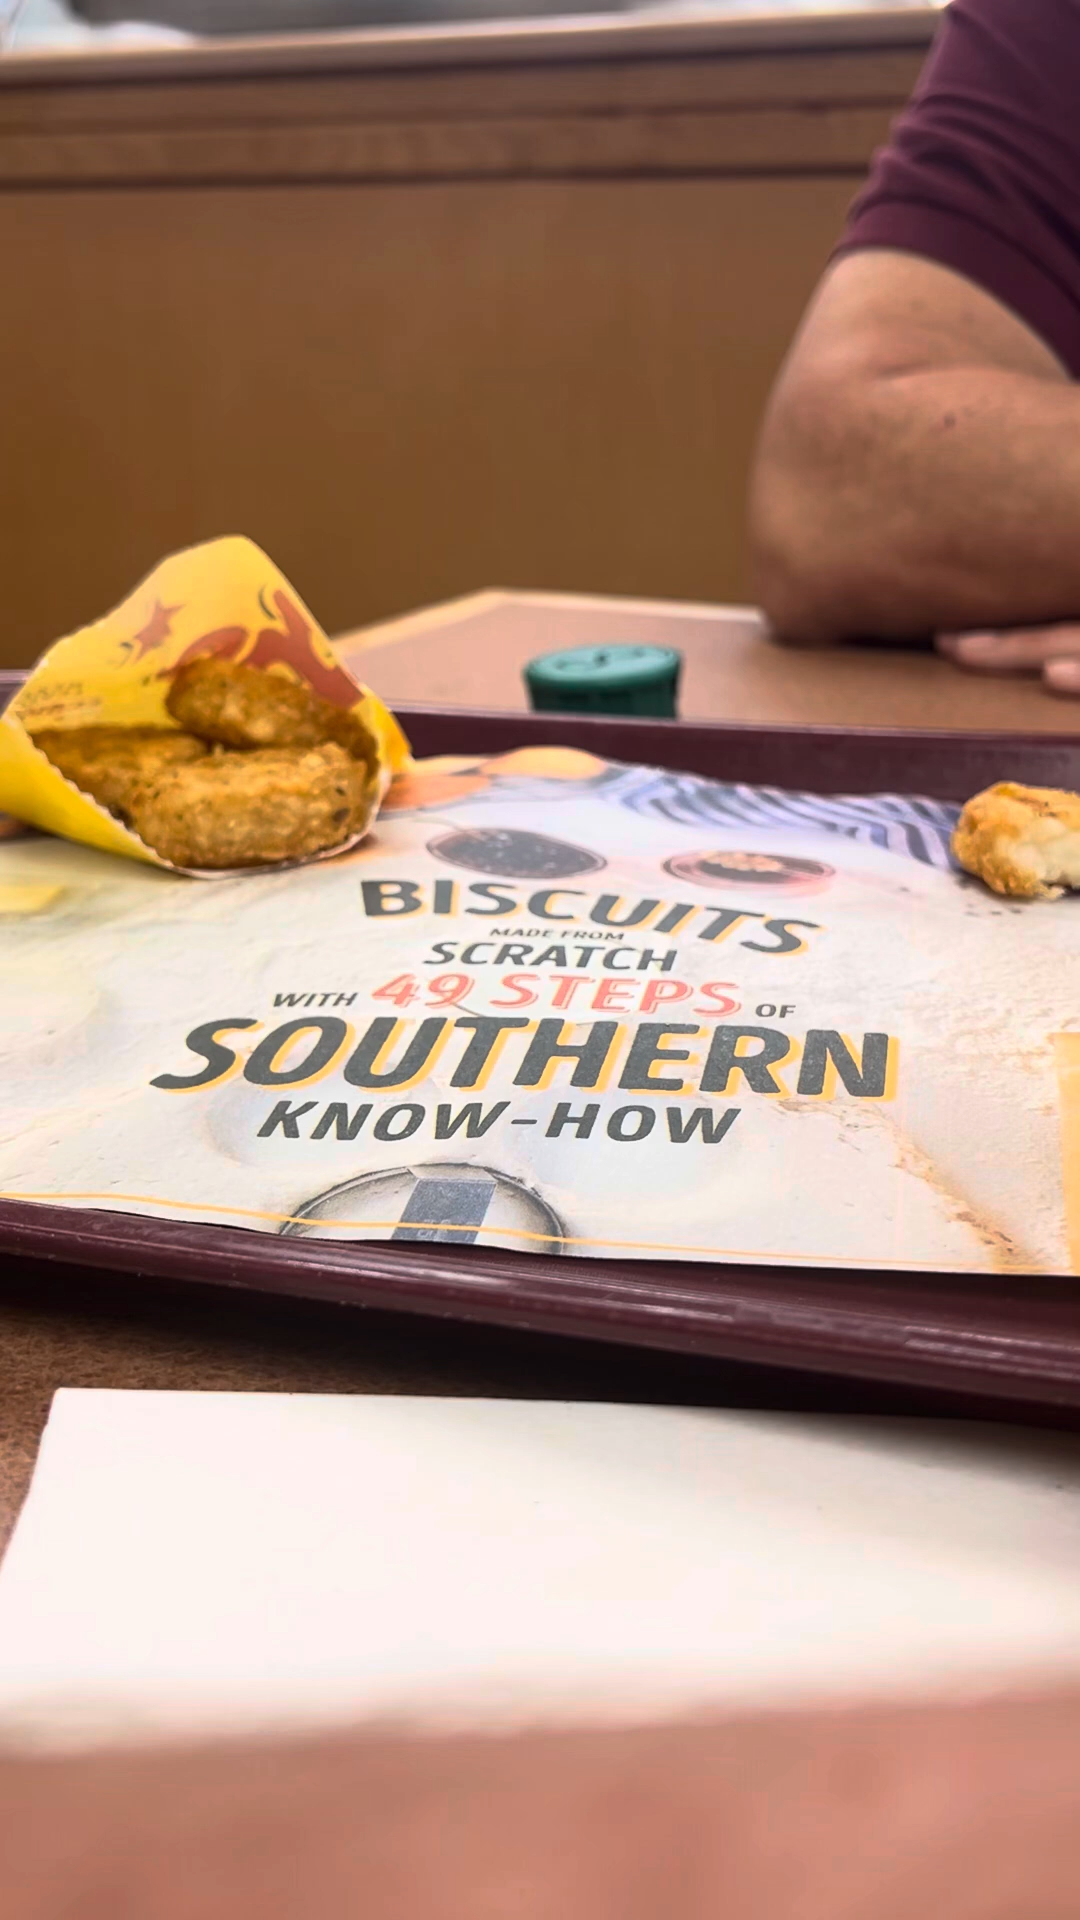 BISCUITS
MADE FROM
SCRATCH
WITH 49 STEPS OF
SOUTHERN
KNOW-HOW